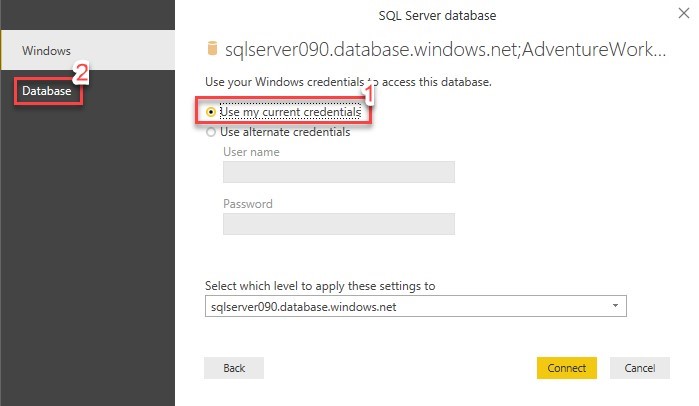 SQL Server database
Windows
2
Database
sqlserver090.database.windows.net;AdventureWork...
Use your Windows credentials to access this database.
1
Use my current credentials
Use alternate credentials
User name
Password
Select which level to apply these settings to
sqlserver090.database.windows.net
Back
Connect
Cancel